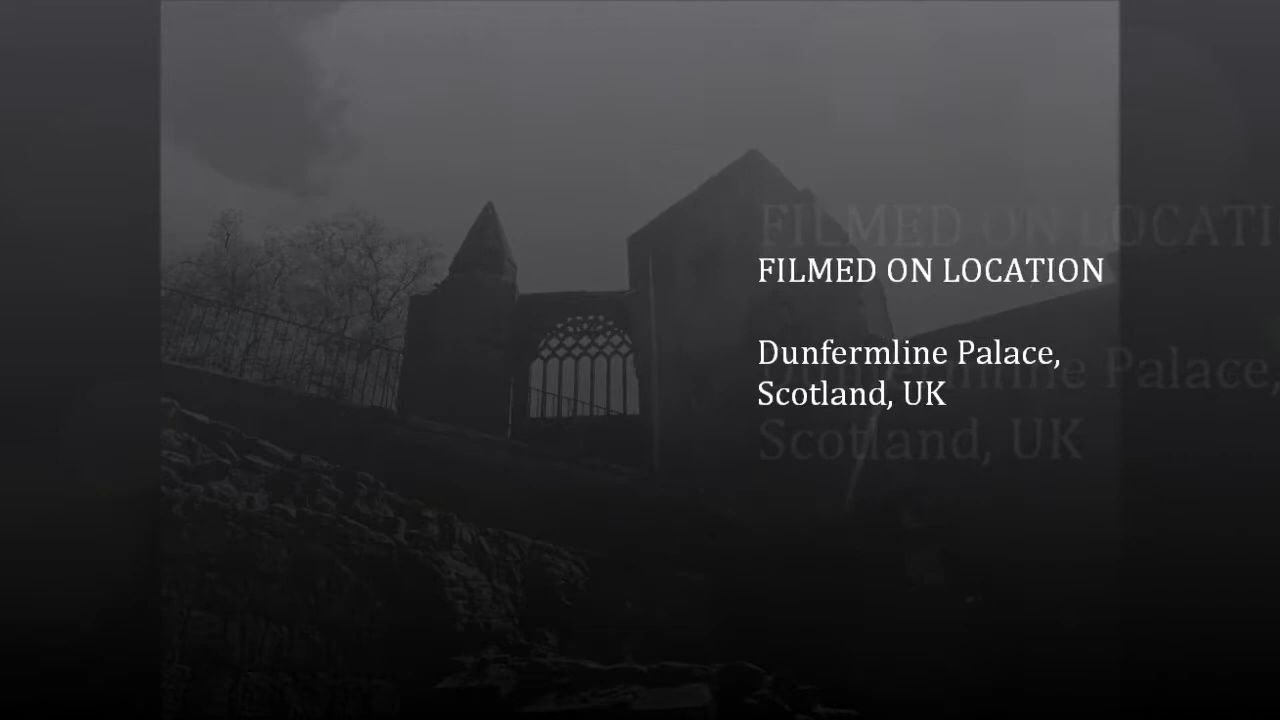 FILMED ON LOCATION
Dunfermline Palace,
Scotland, UK